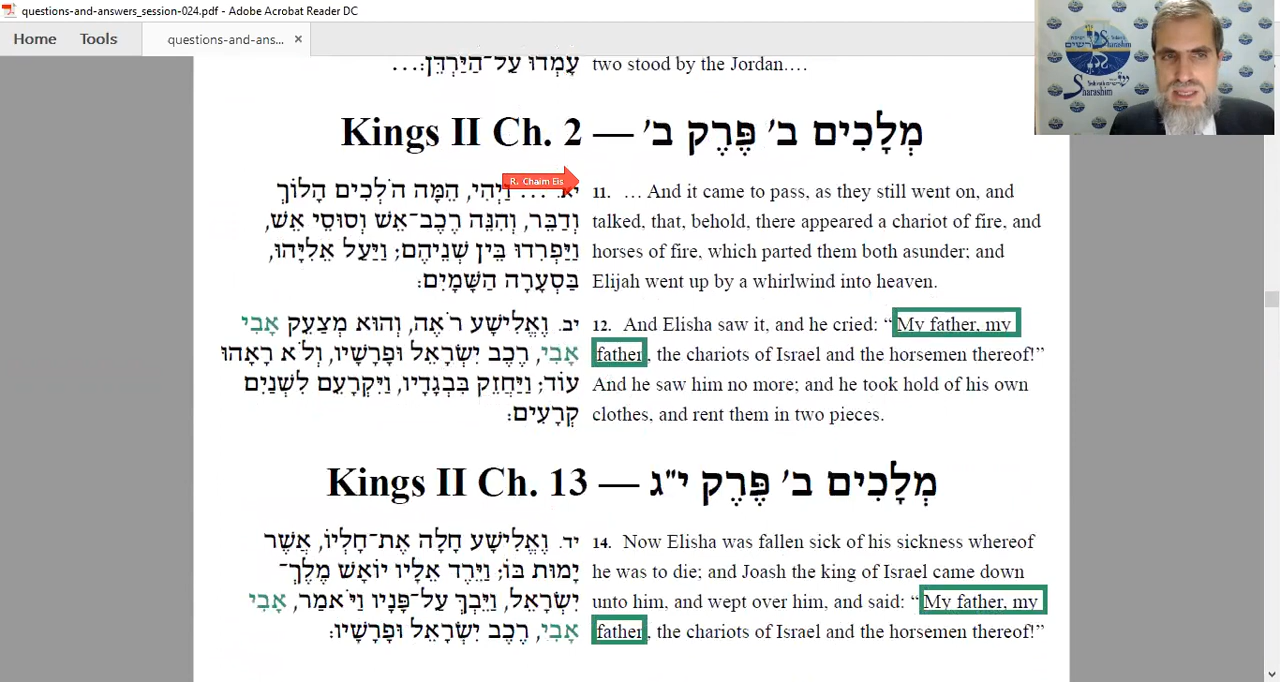 questions-and-answers_session-024.pdf - Adobe Acrobat Reader DC
Home Tools questions-and-ans... ×
עָמְדוּ עַל־הַיַּרְדֵּן:...
two stood by the Jordan....
Kings II Ch. 2 — מְלָכִים ב׳ פֶּרֶק ב׳
R. Chaim Eis
יא. ... וַיְהִי, הֵמָּה הֹלְכִים הָלוֹךְ
וְדַבֵּר, וְהִנֵּה רֶכֶב־אֵשׁ וְסוּסֵי אֵשׁ,
וַיַּפְרִדוּ בֵּין שְׁנֵיהֶם; וַיַּעַל אֵלִיָּהוּ,
בַּסְעָרָה הַשָּׁמָיִם:
11. ... And it came to pass, as they still went on, and
talked, that, behold, there appeared a chariot of fire, and
horses of fire, which parted them both asunder; and
Elijah went up by a whirlwind into heaven.
יב. וֶאֱלִישָׁע רֹאֶה, וְהוּא מְצַעֵק אָבִי
אָבִי, רֶכֶב יִשְׂרָאֵל וּפָרָשָׁיו, וְלֹא רָאָהוּ
עוֹד; וַיַּחֲזֵק בִּבְגָדָיו, וַיִּקְרָעֵם לִשְׁנַיִם
קְרָעִים:
12. And Elisha saw it, and he cried: “My father, my
father, the chariots of Israel and the horsemen thereof!”
And he saw him no more; and he took hold of his own
clothes, and rent them in two pieces.
Kings II Ch. 13 — מְלָכִים ב׳ פֶּרֶק י"ג
יד. וֶאֱלִישָׁע חָלָה אֶת־חָלְיוֹ, אֲשֶׁר
יָמוּת בּוֹ; וַיֵּרֶד אֵלָיו יוֹאָשׁ מֶלֶךְ־
יִשְׂרָאֵל, וַיֵּבְךְּ עַל־פָּנָיו וַיֹּאמַר, אָבִי
אָבִי, רֶכֶב יִשְׂרָאֵל וּפָרָשָׁיו:
14. Now Elisha was fallen sick of his sickness whereof
he was to die; and Joash the king of Israel came down
unto him, and wept over him, and said: “My father, my
father, the chariots of Israel and the horsemen thereof!”
Sharashim